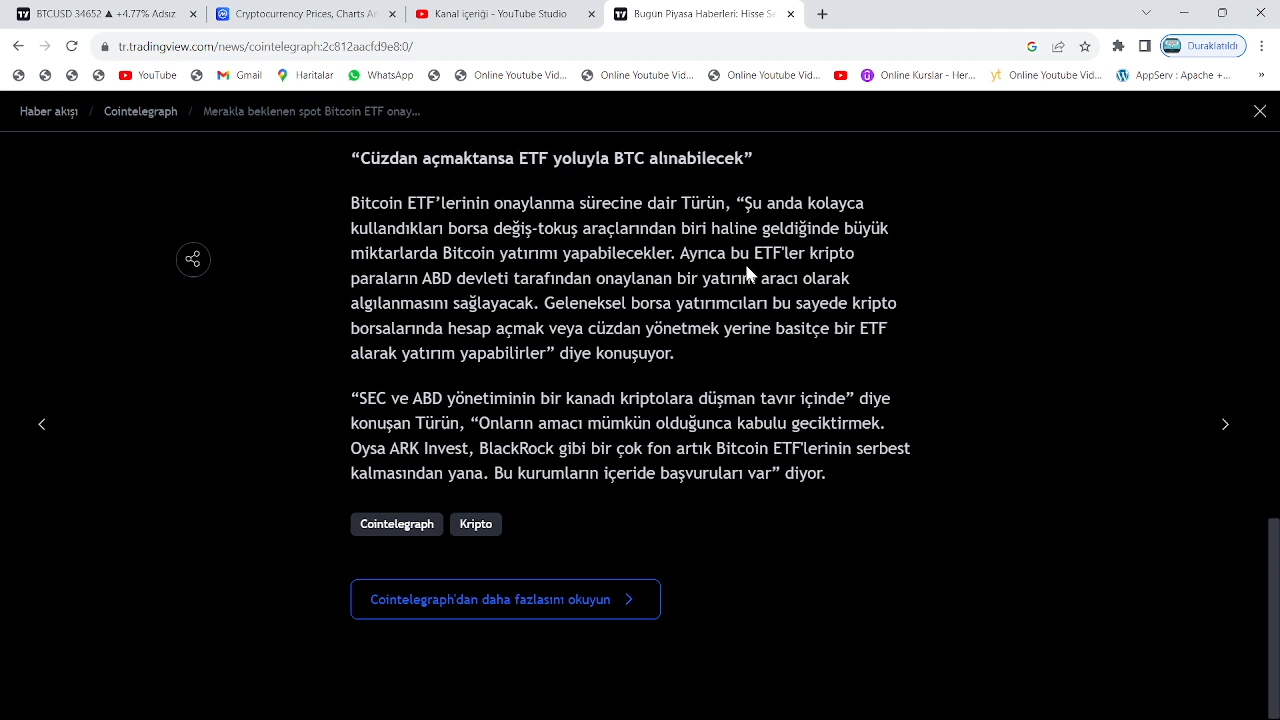 BTCUSD 34652 ▲ +4.77% Adsız
Cryptocurrency Prices, Charts An
Kanal içeriği - YouTube Studio
Bugün Piyasa Haberleri: Hisse Se
tr.tradingview.com/news/cointelegraph:2c812aacfd9e8:0/
Duraklatıldı
YouTube
Gmail
Haritalar
WhatsApp
Online Youtube Vid...
Online Youtube Vid...
Online Youtube Vid...
Online Kurslar - Her...
Online Youtube Vid...
AppServ : Apache +...
Haber akışı / Cointelegraph / Merakla beklenen spot Bitcoin ETF onay...
“Cüzdan açmaktansa ETF yoluyla BTC alınabilecek”
Bitcoin ETF’lerinin onaylanma sürecine dair Türün, “Şu anda kolayca
kullandıkları borsa değiş-tokuş araçlarından biri haline geldiğinde büyük
miktarlarda Bitcoin yatırımı yapabilecekler. Ayrıca bu ETF'ler kripto
paraların ABD devleti tarafından onaylanan bir yatırım aracı olarak
algılanmasını sağlayacak. Geleneksel borsa yatırımcıları bu sayede kripto
borsalarında hesap açmak veya cüzdan yönetmek yerine basitçe bir ETF
alarak yatırım yapabilirler” diye konuşuyor.
“SEC ve ABD yönetiminin bir kanadı kriptolara düşman tavır içinde” diye
konuşan Türün, “Onların amacı mümkün olduğunca kabulu geciktirmek.
Oysa ARK Invest, BlackRock gibi bir çok fon artık Bitcoin ETF'lerinin serbest
kalmasından yana. Bu kurumların içeride başvuruları var” diyor.
Cointelegraph
Kripto
Cointelegraph'dan daha fazlasını okuyun